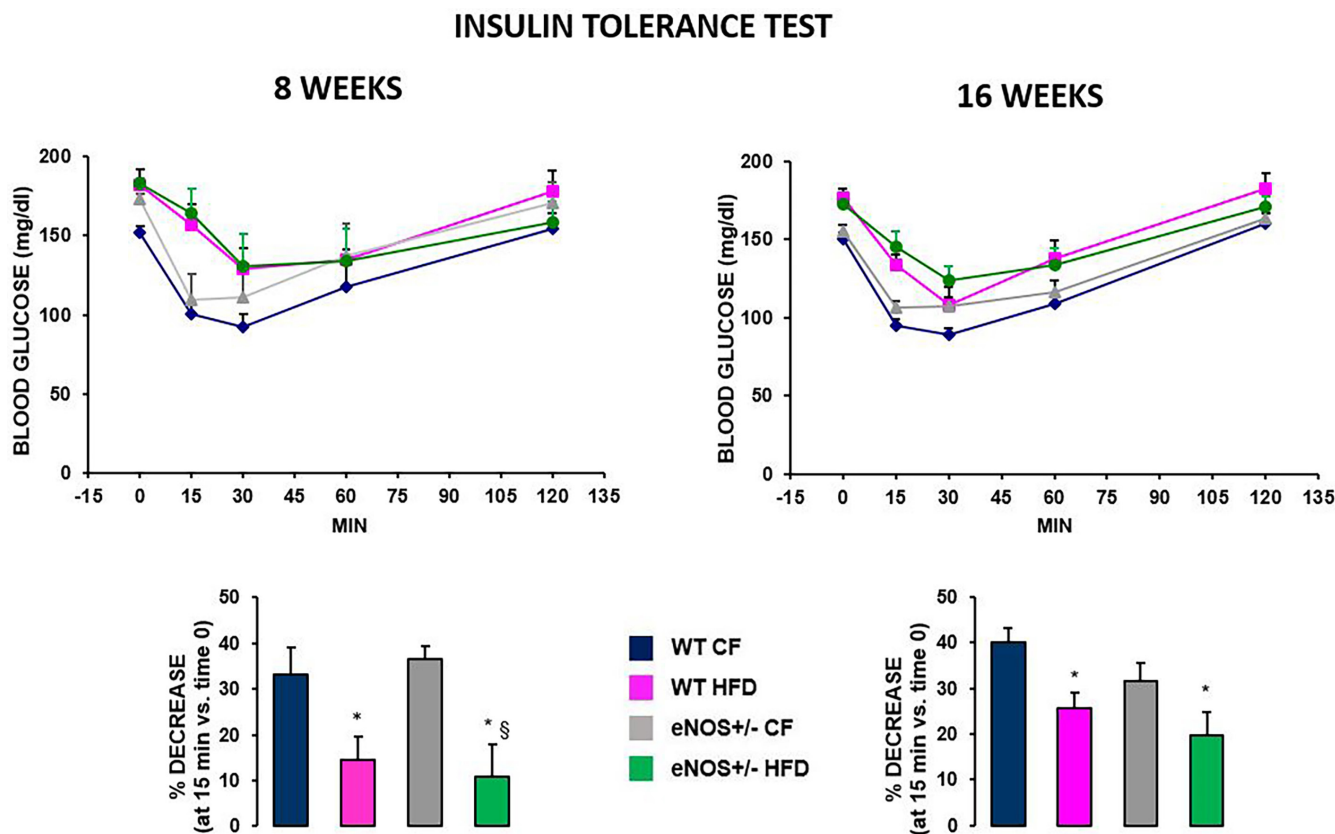 INSULIN TOLERANCE TEST
8 WEEKS
16 WEEKS
BLOOD GLUCOSE (mg/dl)
200
150
100
50
0
-15 0 15 30 45 60 75 90 105 120 135
MIN
BLOOD GLUCOSE (mg/dl)
200
150
100
50
0
-15 0 15 30 45 60 75 90 105 120 135
MIN
% DECREASE
(at 15 min vs. time 0)
50
40
30
20
10
0
*
* §
WT CF
WT HFD
eNOS+/- CF
eNOS+/- HFD
% DECREASE
(at 15 min vs. time 0)
50
40
30
20
10
0
*
*